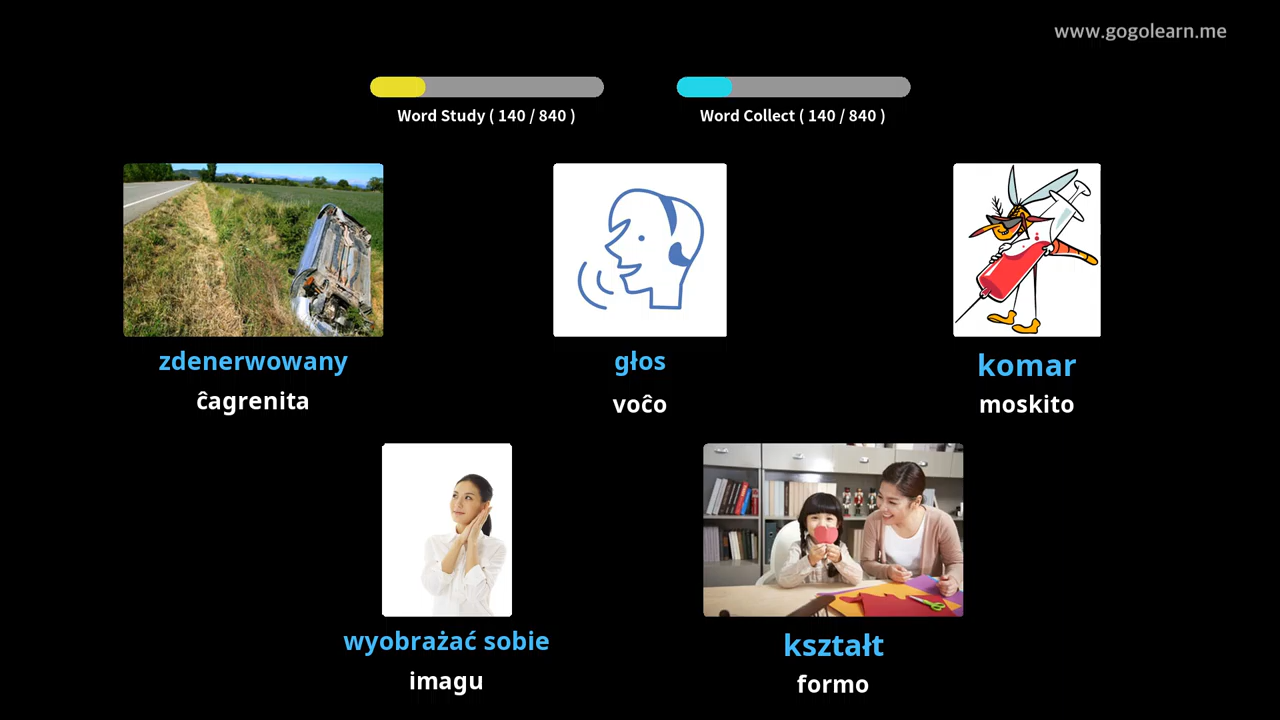 www.gogolearn.me
Word Study ( 140 / 840 )
Word Collect ( 140 / 840 )
zdenerwowany
ĉagrenita
głos
voĉo
komar
moskito
wyobrażać sobie
imagu
kształt
formo